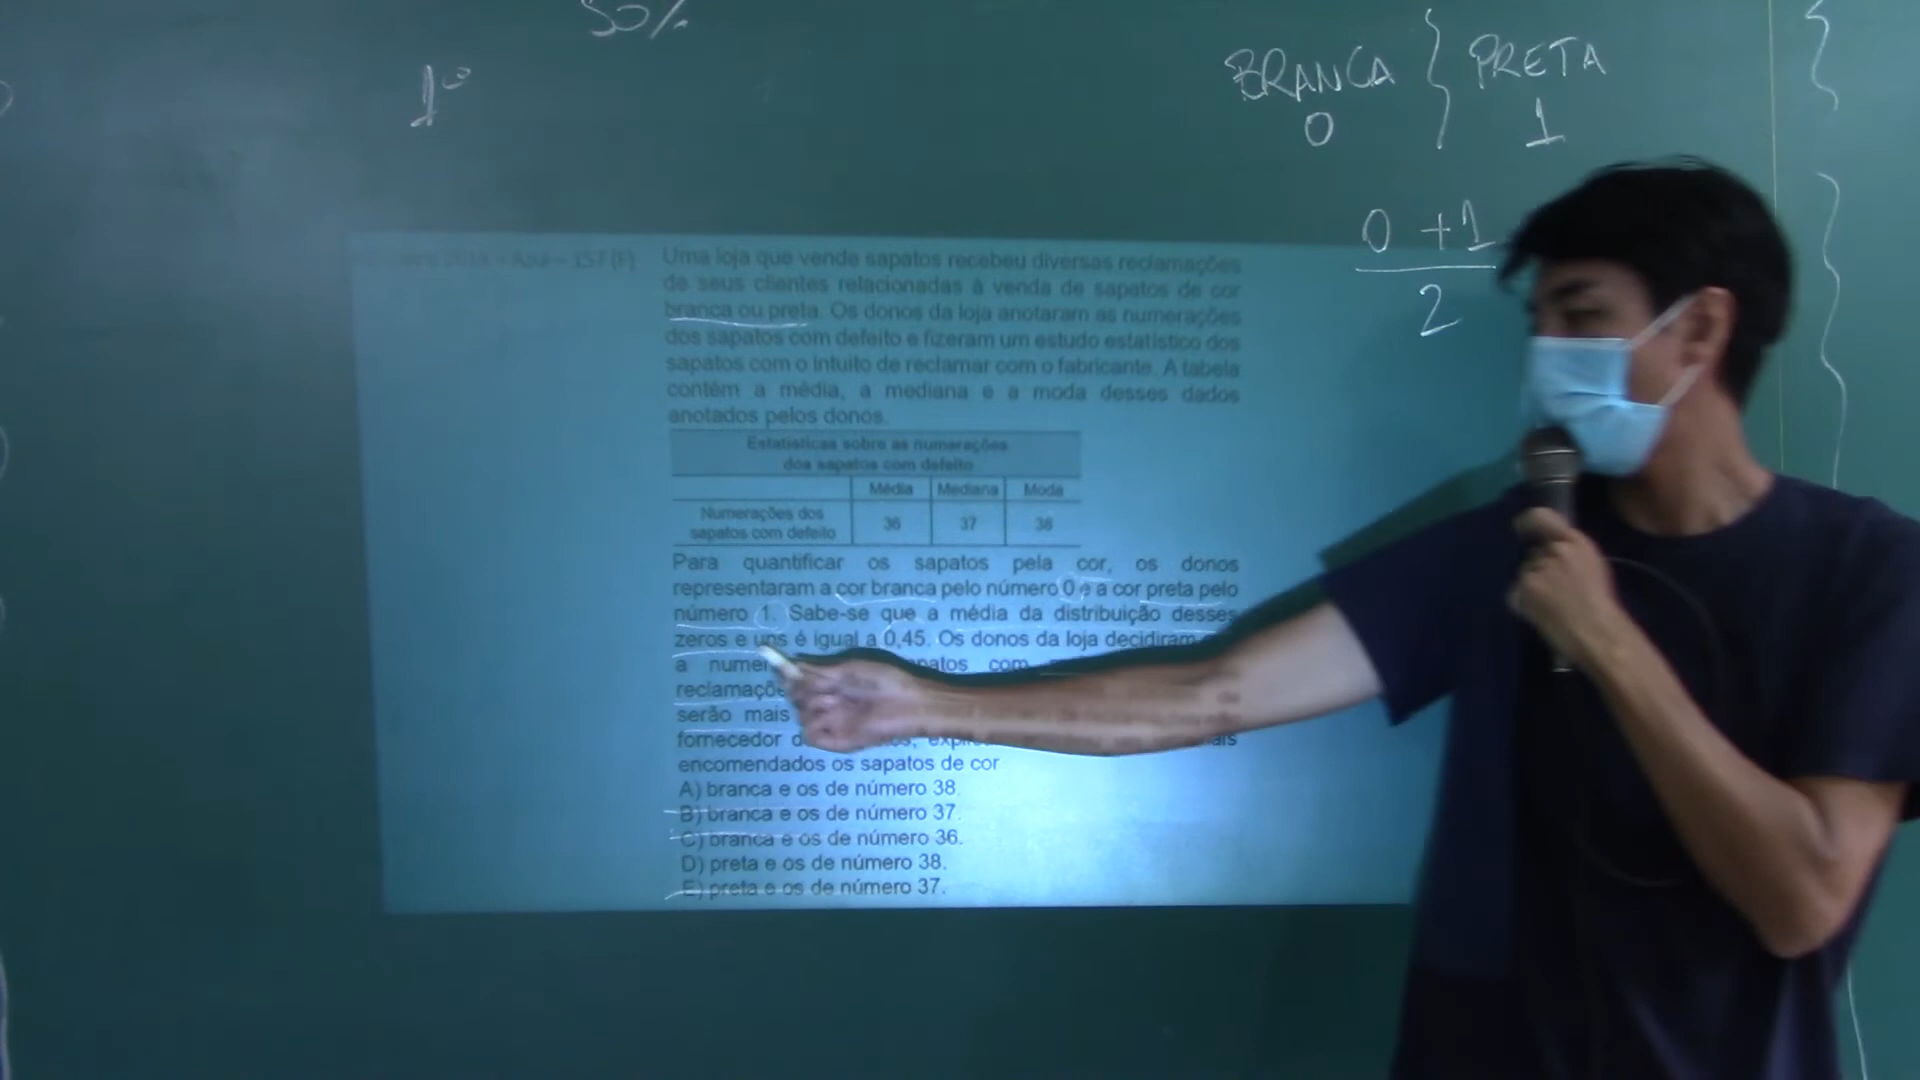 50%
1º
BRANCA } PRETA
0 1
0 + 1
2
Uma loja que vende sapatos recebeu diversas reclamações
de seus clientes relacionadas à venda de sapatos de cor
branca ou preta. Os donos da loja anotaram as numerações
dos sapatos com defeito e fizeram um estudo estatístico dos
sapatos com o intuito de reclamar com o fabricante. A tabela
contém a média, a mediana e a moda desses dados
anotados pelos donos.
Estatísticas sobre as numerações
dos sapatos com defeito
Média Mediana Moda
Numerações dos
sapatos com defeito 36 37 38
Para quantificar os sapatos pela cor, os donos
representaram a cor branca pelo número 0 e a cor preta pelo
número 1. Sabe-se que a média da distribuição desses
zeros e uns é igual a 0,45. Os donos da loja decidiram
a com
reclamaçõe
serão mais
fornecedor
encomendados os sapatos de cor
A) branca e os de número 38.
B) branca e os de número 37.
C) branca e os de número 36.
D) preta e os de número 38.
E) preta e os de número 37.